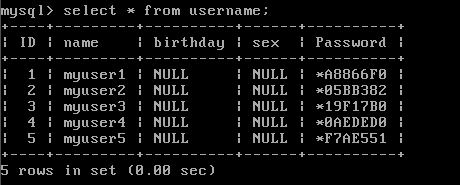 mysql> select * from username;
+----+---------+----------+------+----------+
| ID | name    | birthday | sex  | Password |
+----+---------+----------+------+----------+
|  1 | myuser1 | NULL     | NULL | *A8866F0 |
|  2 | myuser2 | NULL     | NULL | *05BB382 |
|  3 | myuser3 | NULL     | NULL | *19F17B0 |
|  4 | myuser4 | NULL     | NULL | *0AEDED0 |
|  5 | myuser5 | NULL     | NULL | *F7AE551 |
+----+---------+----------+------+----------+
5 rows in set (0.00 sec)